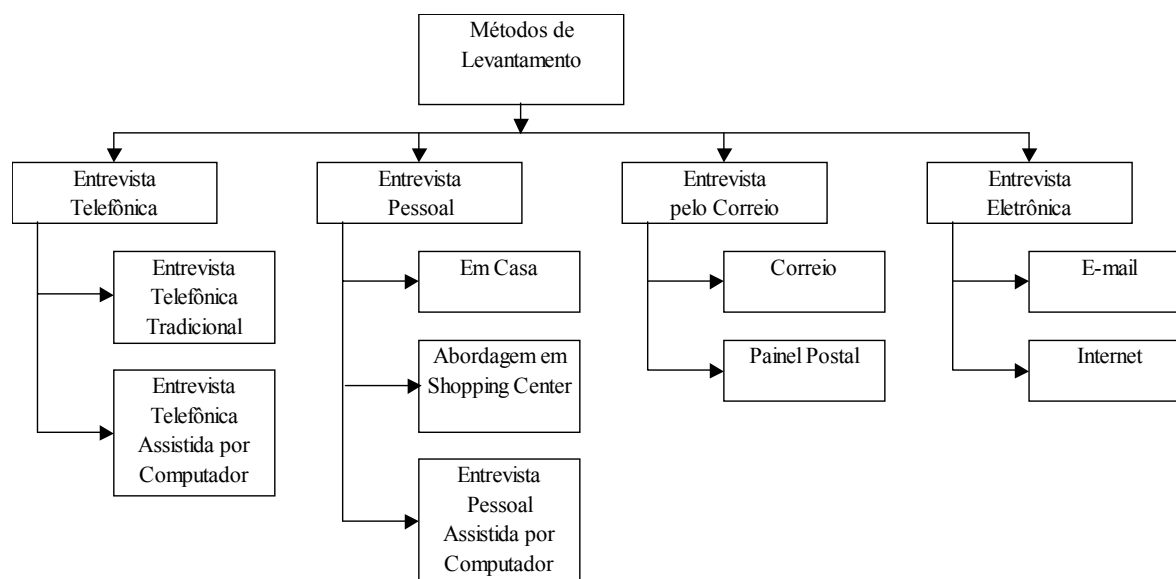 Métodos de
Levantamento
Entrevista
Telefônica
Entrevista
Pessoal
Entrevista
pelo Correio
Entrevista
Eletrônica
Entrevista
Telefônica
Tradicional
Em Casa
Correio
E-mail
Entrevista
Telefônica
Assistida por
Computador
Abordagem em
Shopping Center
Painel Postal
Internet
Entrevista
Pessoal
Assistida por
Computador